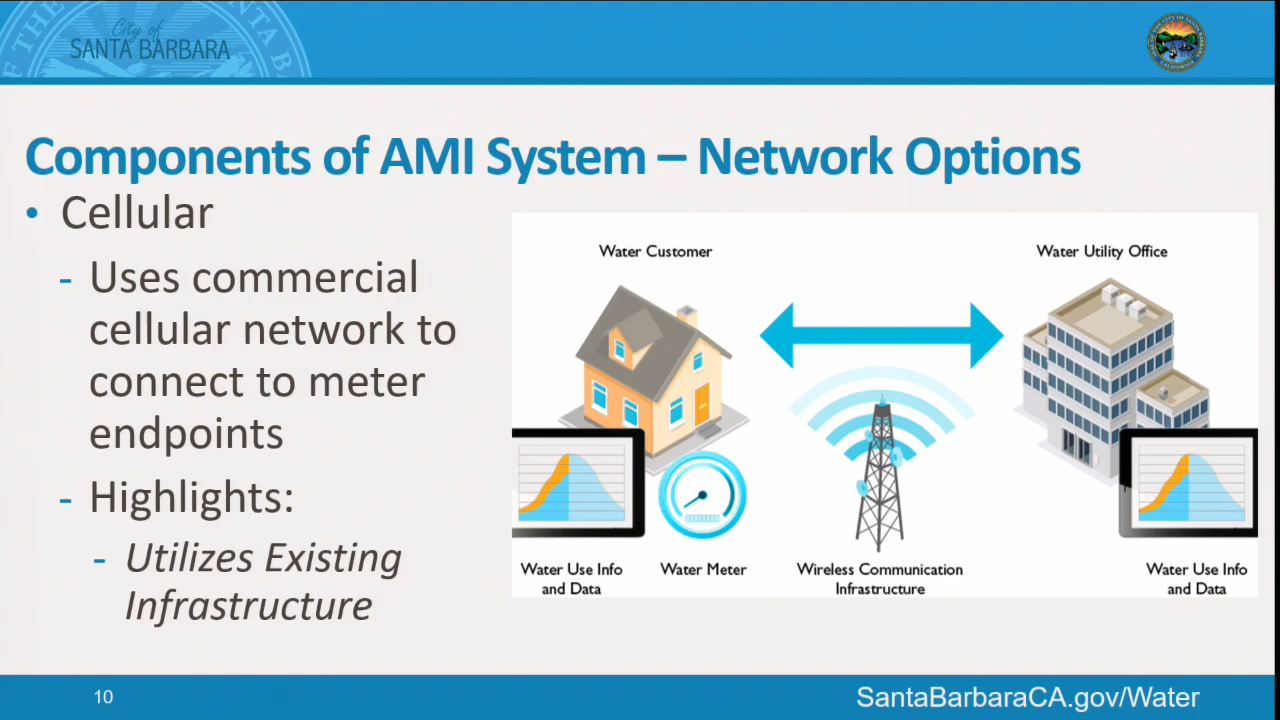 City of
SANTA BARBARA
Components of AMI System – Network Options
• Cellular
- Uses commercial
cellular network to
connect to meter
endpoints
- Highlights:
- Utilizes Existing
Infrastructure
Water Customer
Water Utility Office
Water Use Info
and Data
Water Meter
Wireless Communication
Infrastructure
Water Use Info
and Data
10
SantaBarbaraCA.gov/Water